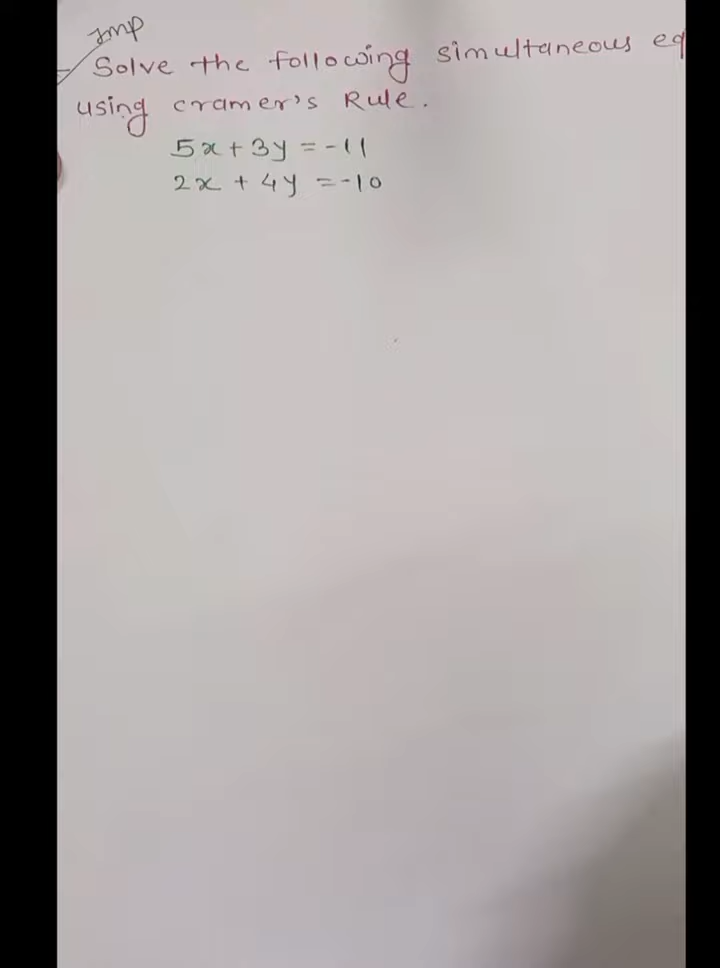 Imp
Solve the following simultaneous eq
using cramer's Rule.
5x + 3y = -11
2x + 4y = -10